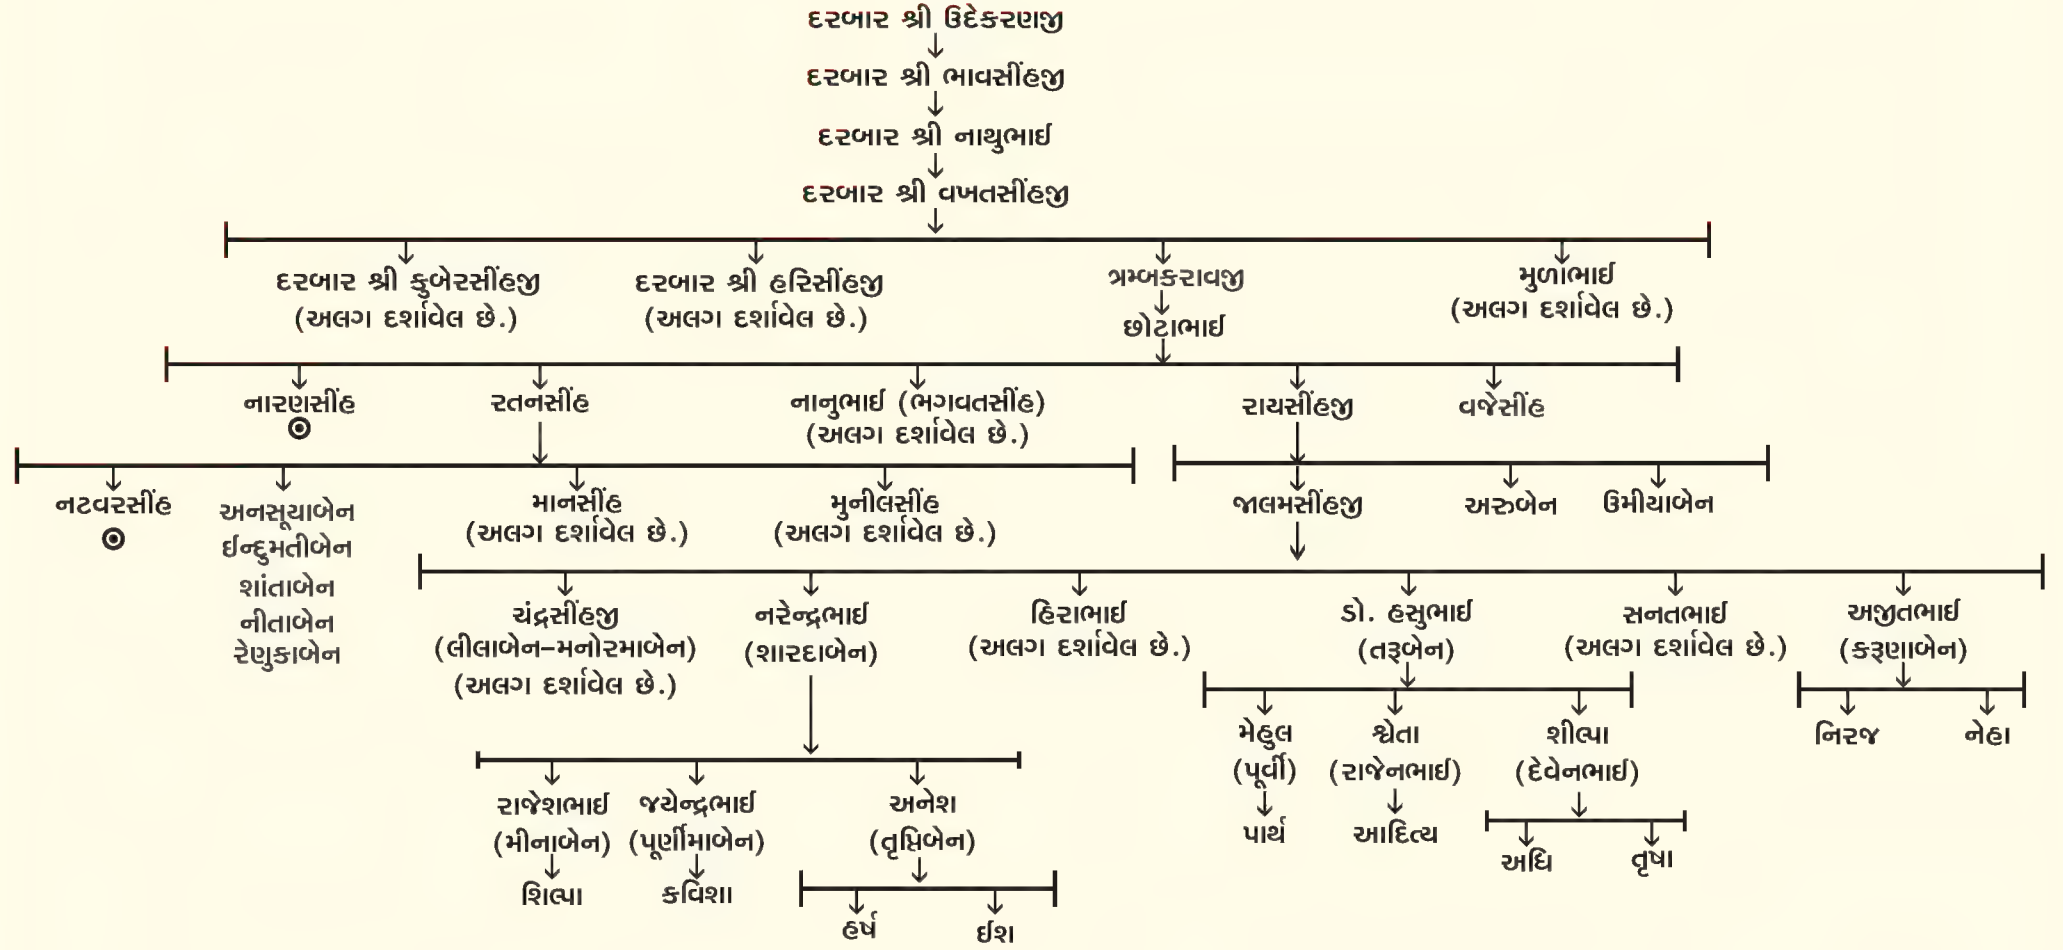 દરબાર શ્રી ઉદેકરણજી
દરબાર શ્રી ભાવસીંહજી
દરબાર શ્રી નાથુભાઈ
દરબાર શ્રી વખતસીંહજી
દરબાર શ્રી કુબેરસીંહજી
(અલગ દર્શાવેલ છે.)
દરબાર શ્રી હરિસીંહજી
(અલગ દર્શાવેલ છે.)
ત્રમ્બકરાવજી
છોટાભાઈ
મુળાભાઈ
(અલગ દર્શાવેલ છે.)
નારણસીંહ
રતનસીંહ
નાનુભાઈ (ભગવતસીંહ)
(અલગ દર્શાવેલ છે.)
રાયસીંહજી
વજેસીંહ
નટવરસીંહ
અનસૂયાબેન
ઈન્દુમતીબેન
શાંતાબેન
નીતાબેન
રેણુકાબેન
માનસીંહ
(અલગ દર્શાવેલ છે.)
મુનીલસીંહ
(અલગ દર્શાવેલ છે.)
જાલમસીંહજી
અરુબેન
ઉમીયાબેન
ચંદ્રસીંહજી
(લીલાબેન-મનોરમાબેન)
(અલગ દર્શાવેલ છે.)
નરેન્દ્રભાઈ
(શારદાબેન)
હિરાભાઈ
(અલગ દર્શાવેલ છે.)
ડો. હસુભાઈ
(તરૂબેન)
સનતભાઈ
(અલગ દર્શાવેલ છે.)
અજીતભાઈ
(કરૂણાબેન)
મેહુલ
(પૂર્વી)
પાર્થ
શ્વેતા
(રાજેનભાઈ)
આદિત્ય
શીલ્પા
(દેવેનભાઈ)
અધિ
તૃષા
નિરજ
નેહા
રાજેશભાઈ
(મીનાબેન)
શિલ્પા
જયેન્દ્રભાઈ
(પૂર્ણીમાબેન)
કવિશા
અનેશ
(તૃપ્તિબેન)
હર્ષ
ઈશ